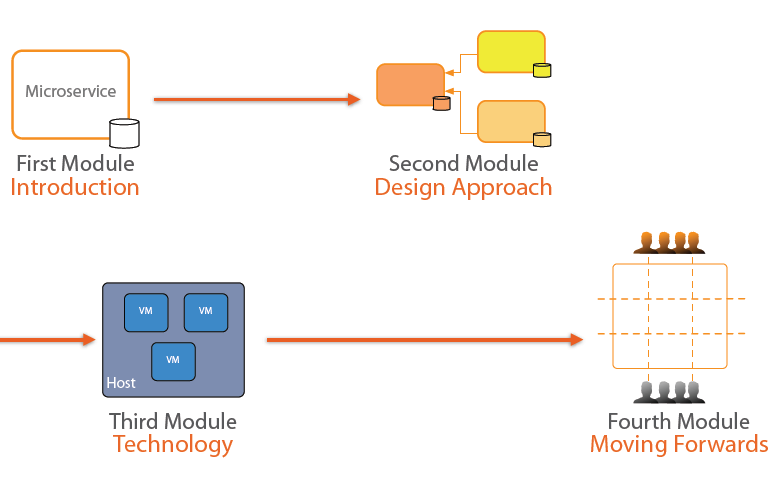 Microservice
First Module
Introduction
Second Module
Design Approach
VM
VM
VM
Host
Third Module
Technology
Fourth Module
Moving Forwards